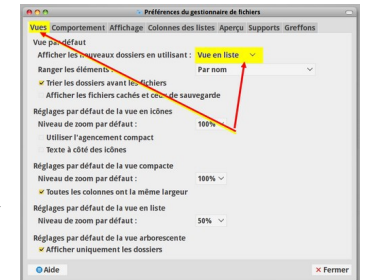 Préférences du gestionnaire de fichiers
Vues Comportement Affichage Colonnes des listes Aperçu Supports Greffons
Vue par défaut
Afficher les nouveaux dossiers en utilisant : Vue en liste
Ranger les éléments : Par nom
Trier les dossiers avant les fichiers
Afficher les fichiers cachés et ceux de sauvegarde
Réglages par défaut de la vue en icônes
Niveau de zoom par défaut : 100%
Utiliser l'agencement compact
Texte à côté des icônes
Réglages par défaut de la vue compacte
Niveau de zoom par défaut : 100%
Toutes les colonnes ont la même largeur
Réglages par défaut de la vue en liste
Niveau de zoom par défaut : 50%
Réglages par défaut de la vue arborescente
Afficher uniquement les dossiers
Aide Fermer